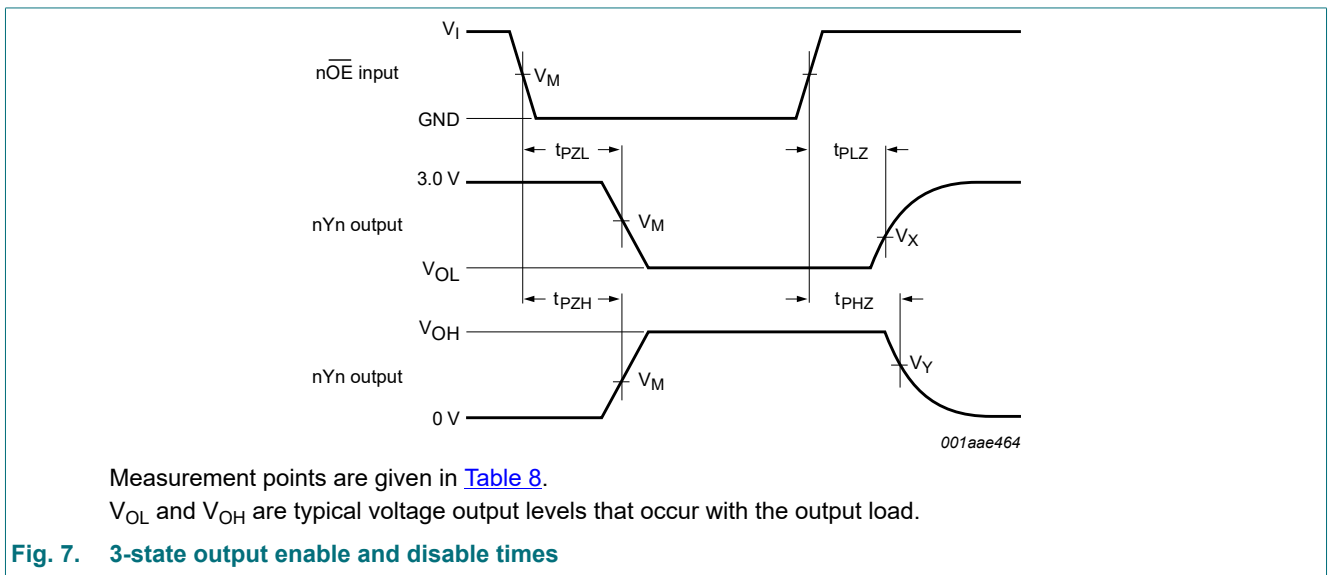 V_I
nO̅E̅ input
V_M
GND
t_PZL
t_PLZ
3.0 V
nYn output
V_M
V_X
V_OL
t_PZH
t_PHZ
V_OH
nYn output
V_M
V_Y
0 V
001aae464
Measurement points are given in Table 8.
V_OL and V_OH are typical voltage output levels that occur with the output load.
Fig. 7. 3-state output enable and disable times